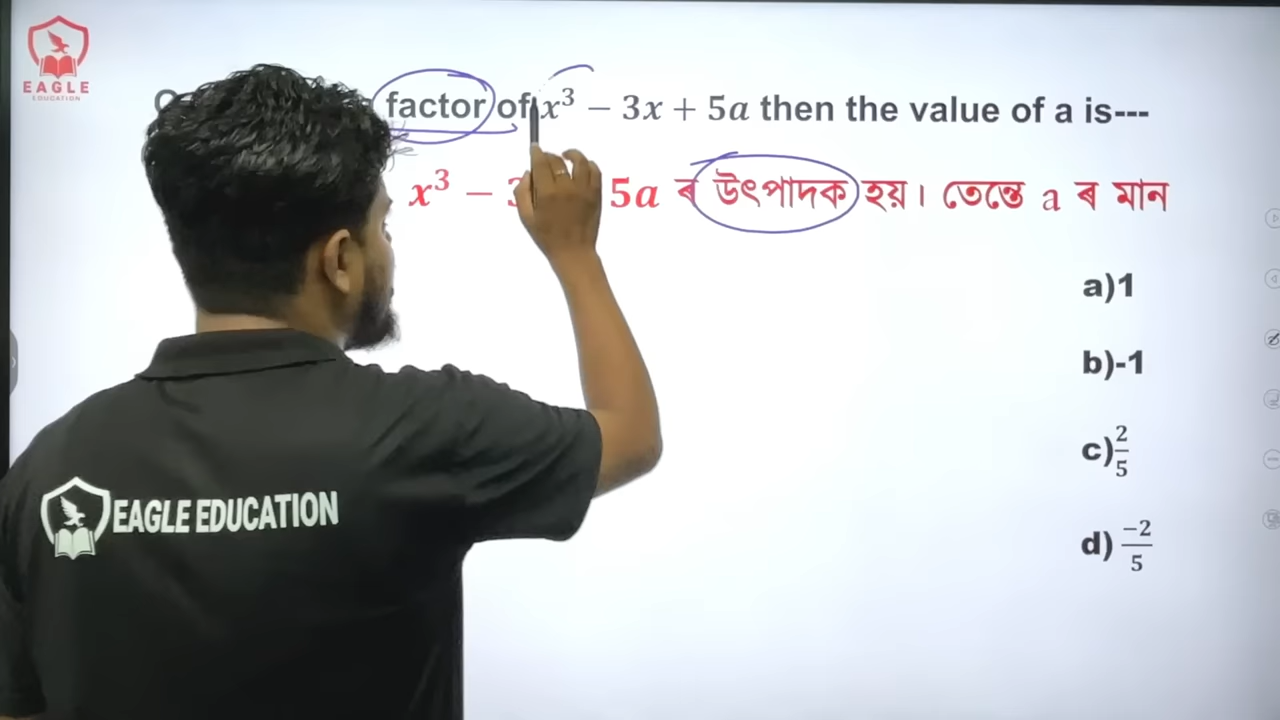 EAGLE
EDUCATION
factor of x³ − 3x + 5a then the value of a is---
x³ − 5a ৰ উৎপাদক হয়। তেন্তে a ৰ মান
a)1
b)-1
c)2/5
d) −2/5
EAGLE EDUCATION